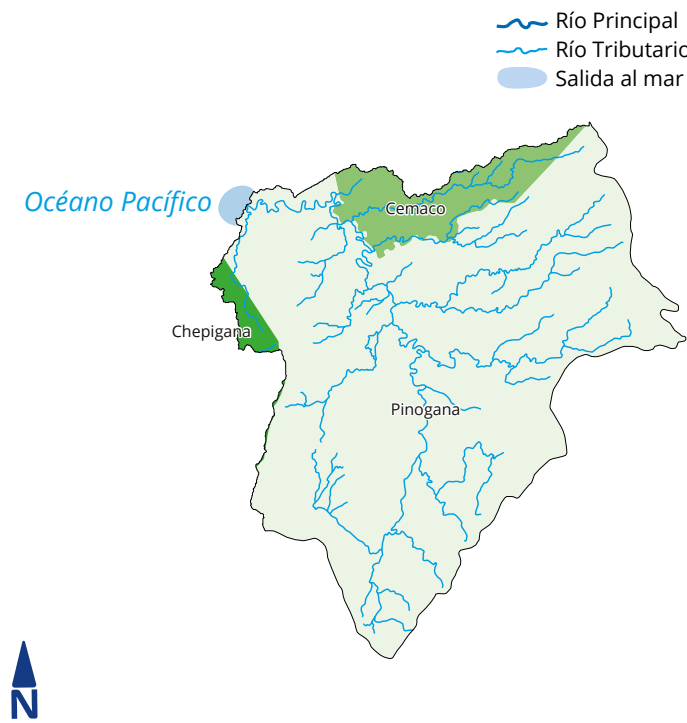 Río Principal
Río Tributario
Salida al mar
Océano Pacífico
Cemaco
Chepigana
Pinogana
N